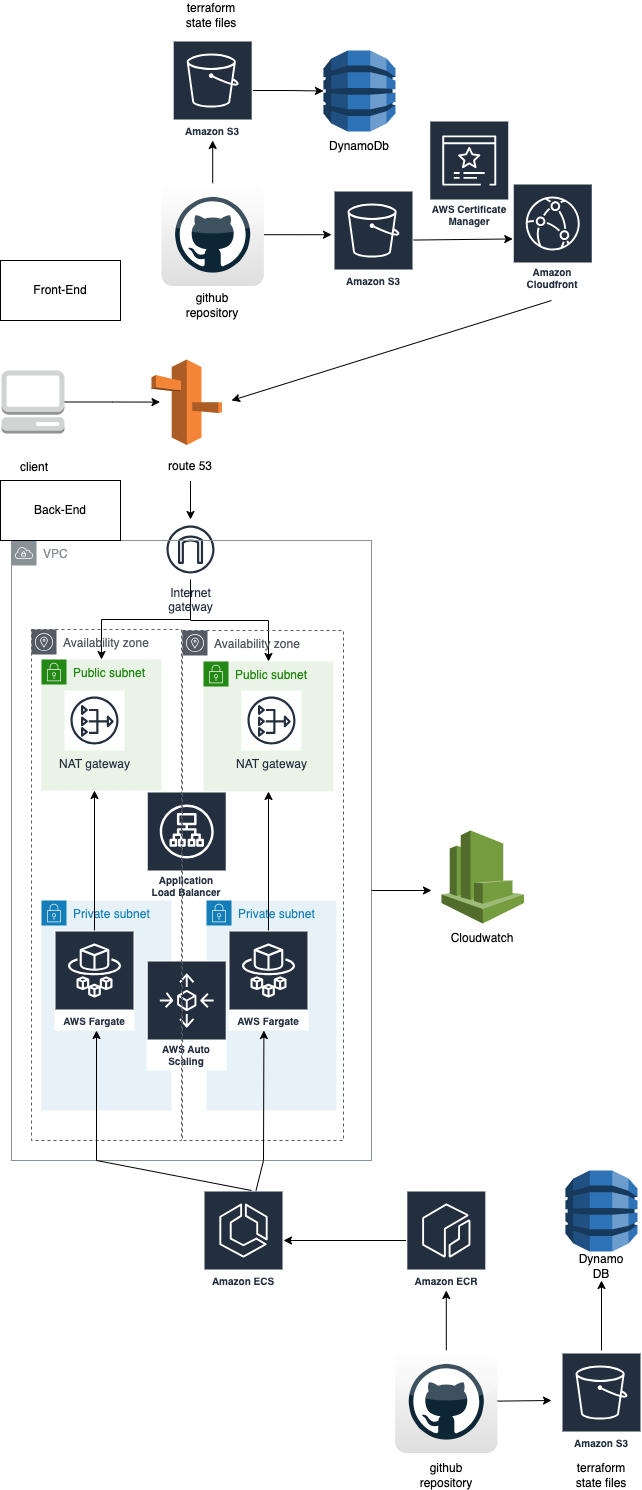 terraform
state files
Amazon S3
DynamoDb
AWS Certificate
Manager
Amazon S3
Amazon
Cloudfront
github
repository
Front-End
client
route 53
Back-End
VPC
Internet
gateway
Availability zone
Availability zone
Public subnet
Public subnet
NAT gateway
NAT gateway
Application
Load Balancer
Private subnet
Private subnet
Cloudwatch
AWS Fargate
AWS Fargate
AWS Auto
Scaling
Amazon ECS
Amazon ECR
Dynamo
DB
Amazon S3
github
repository
terraform
state files